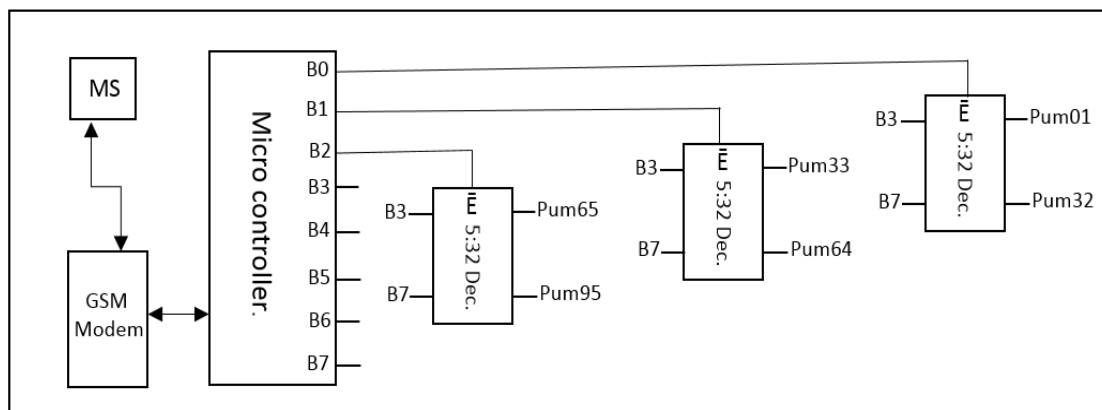 MS
GSM
Modem
Micro controller.
B0
B1
B2
B3
B4
B5
B6
B7
B3
B7
Ē 5:32 Dec.
Pum65
Pum95
B3
B7
Ē 5:32 Dec.
Pum33
Pum64
B3
B7
Ē 5:32 Dec.
Pum01
Pum32